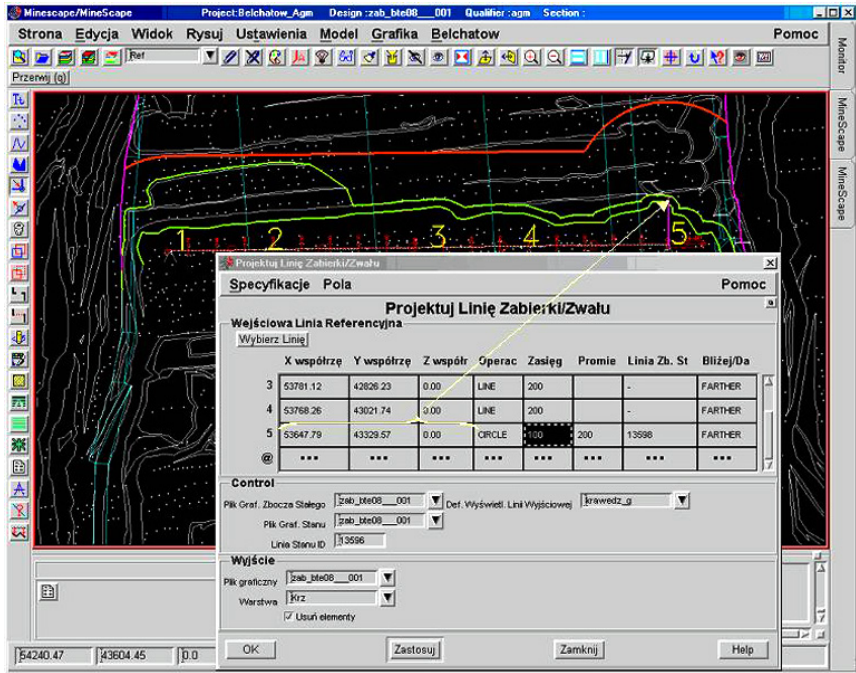 Minescape/MineScape Project:Belchatow_Agm Design :zab_bte08___001 Qualifier :agm Section :
Strona Edycja Widok Rysuj Ustawienia Model Grafika Belchatow Pomoc
Ref
Przerwij (q)
Monitor
MineScape
MineScape
1 2 3 4 5
Projektuj Linię Zabierki/Zwału
Specyfikacje Pola Pomoc
Projektuj Linię Zabierki/Zwału
Wejściowa Linia Referencyjna
Wybierz Linię
X współrzę Y współrzę Z współr Operac Zasięg Promie Linia Zb. St Bliżej/Da
3 53781.12 42826.23 0.00 LINE 200 - FARTHER
4 53768.26 43021.74 0.00 LINE 200 - FARTHER
5 53647.79 43329.57 0.00 CIRCLE 100 200 13598 FARTHER
@ ... ... ... ... ... ... ... ...
Control
Plik Graf. Zbocza Stałego zab_bte08___001 Def. Wyświetl. Linii Wyjściowej krawedz_g
Plik Graf. Stanu zab_bte08___001
Linia Stanu ID 13596
Wyjście
Plik graficzny zab_bte08___001
Warstwa Krz
Usuń elementy
OK Zastosuj Zamknij Help
54240.47 43604.45 0.0